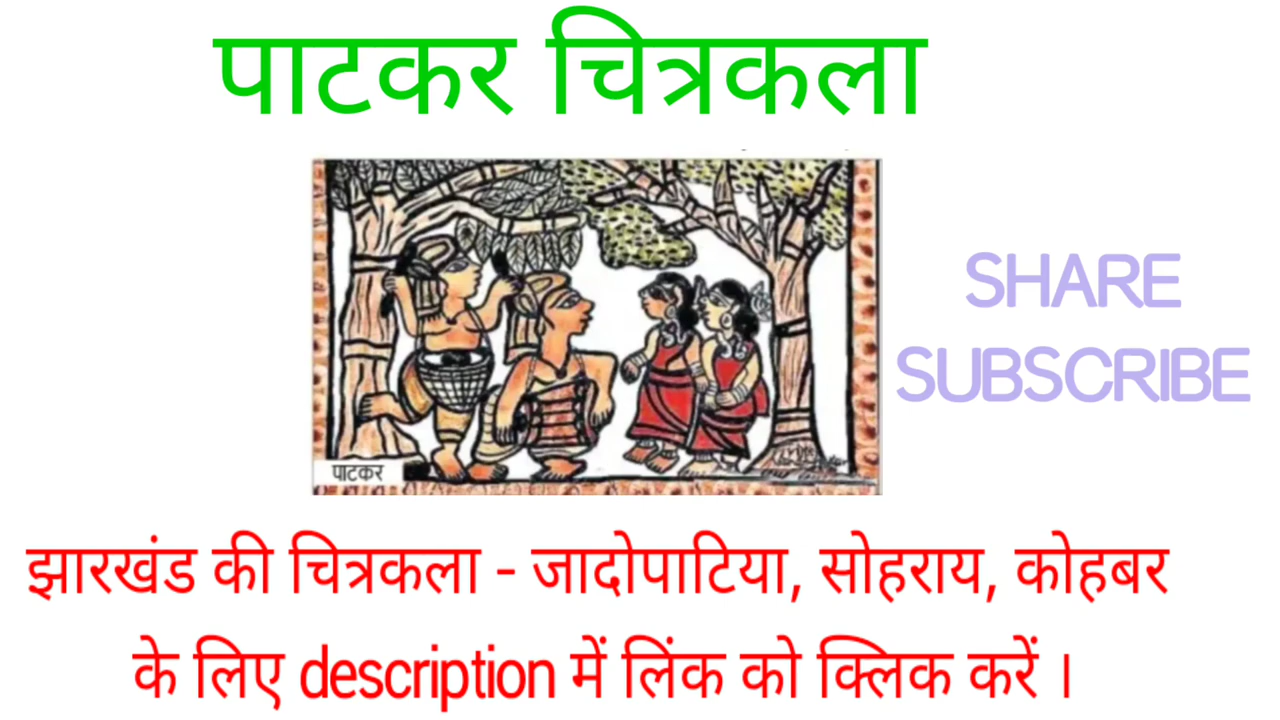 पाटकर चित्रकला
पाटकर
SHARE
SUBSCRIBE
झारखंड की चित्रकला - जादोपाटिया, सोहराय, कोहबर
के लिए description में लिंक को क्लिक करें ।